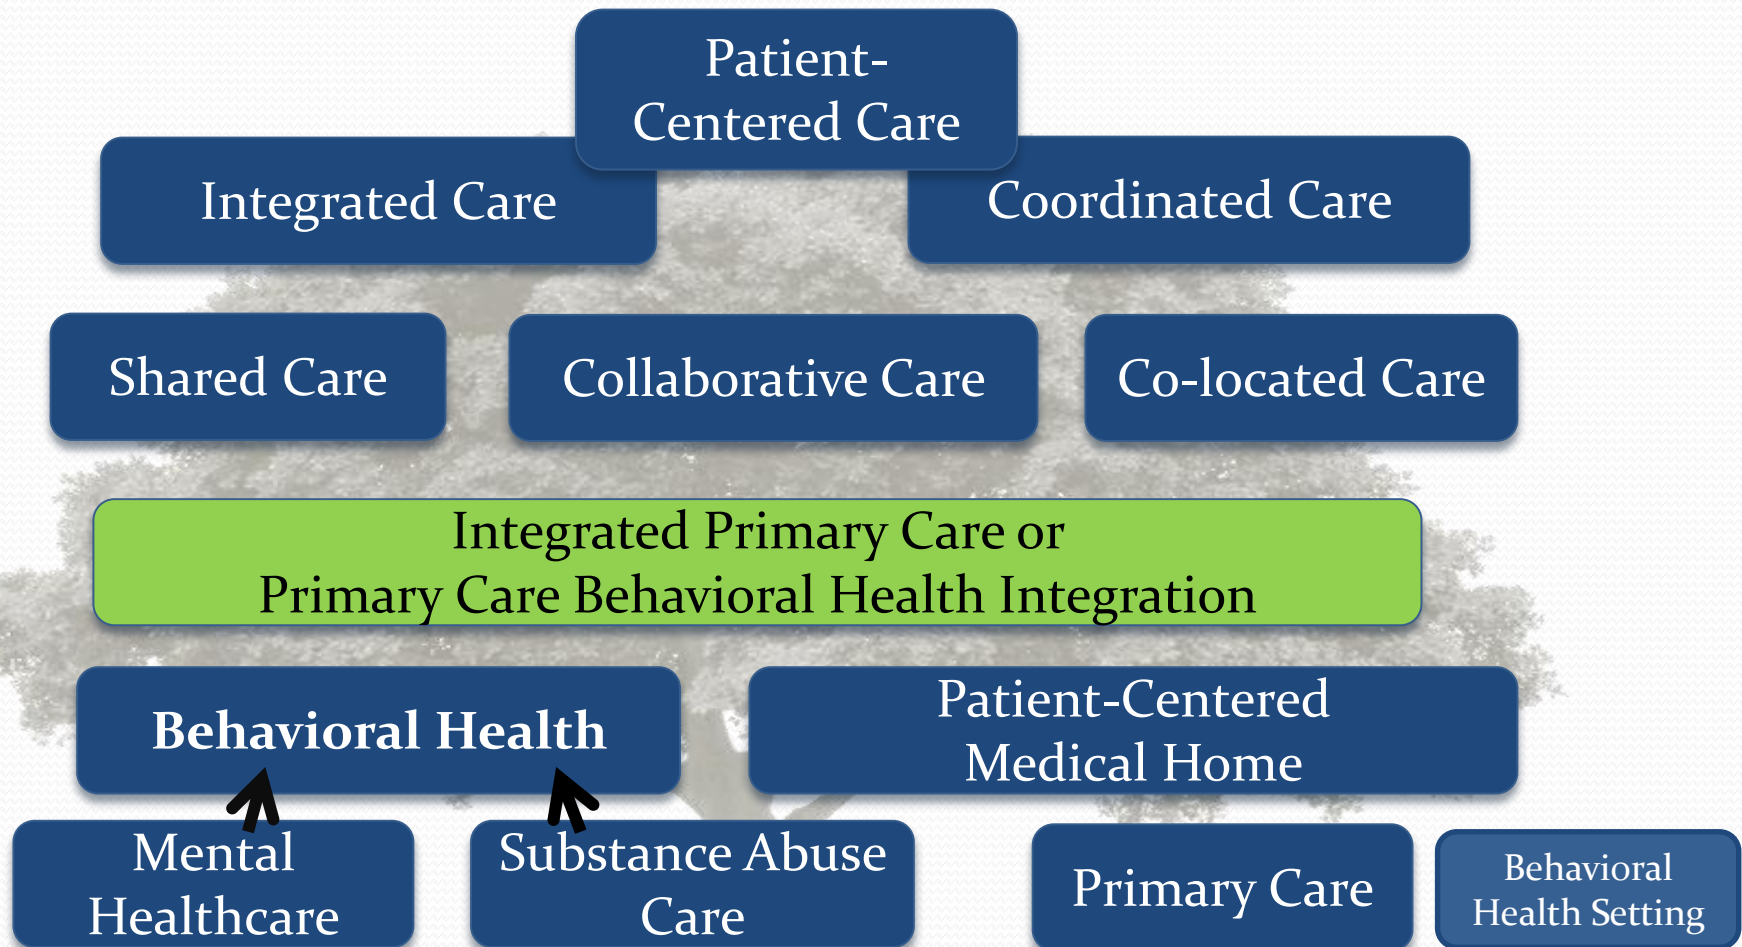 Patient-
Centered Care
Integrated Care
Coordinated Care
Shared Care
Collaborative Care
Co-located Care
Integrated Primary Care or
Primary Care Behavioral Health Integration
Behavioral Health
Patient-Centered
Medical Home
Mental
Healthcare
Substance Abuse
Care
Primary Care
Behavioral
Health Setting